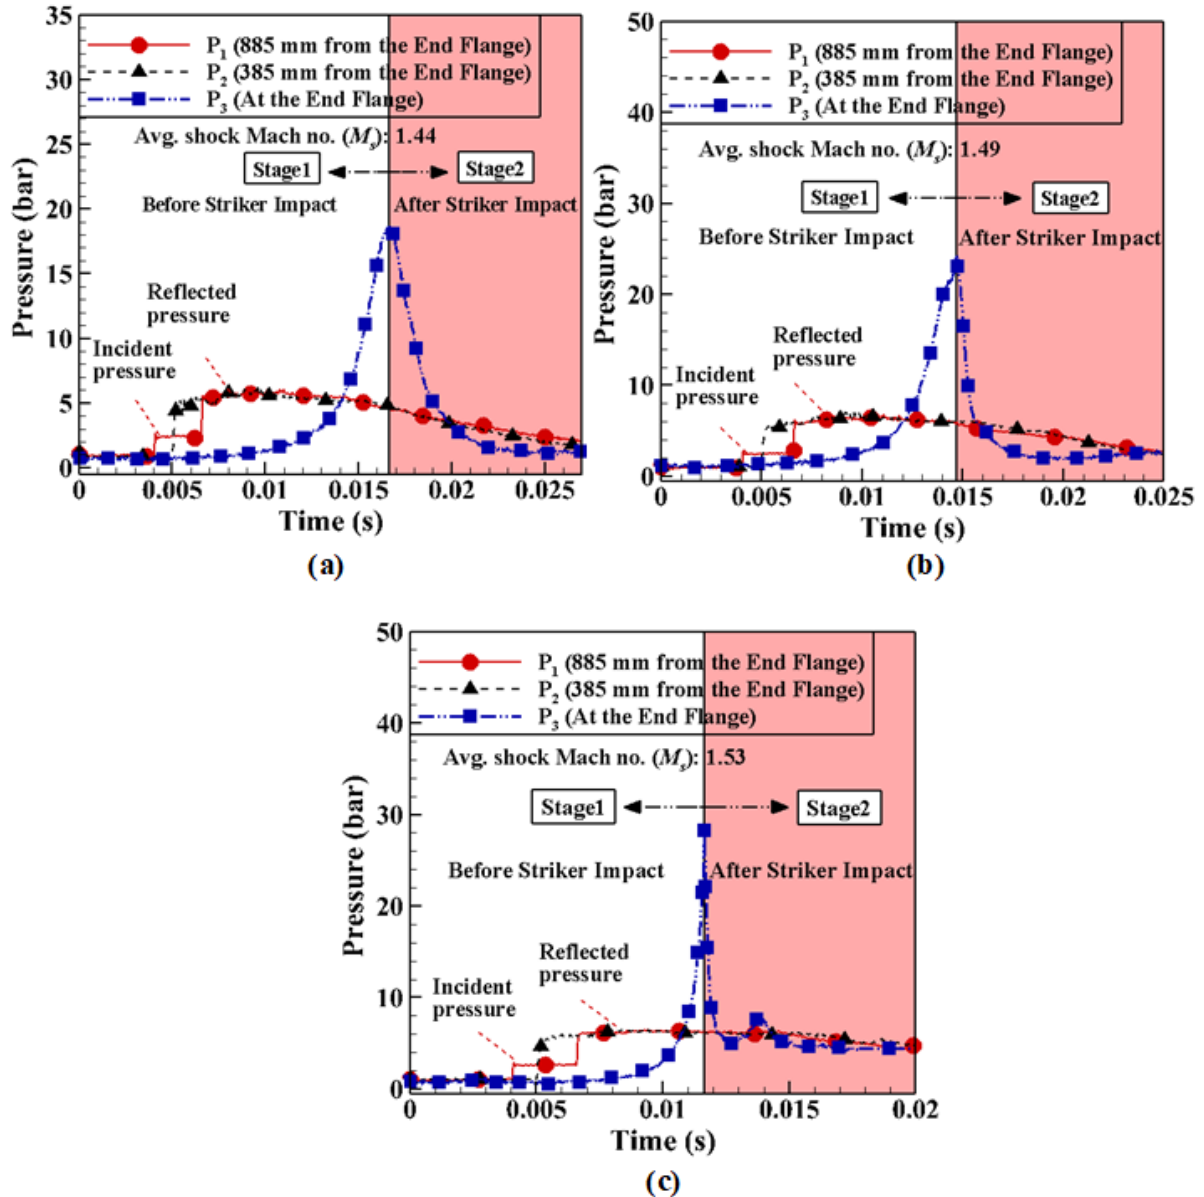 35
30
25
20
15
10
5
0
Pressure (bar)
P1 (885 mm from the End Flange)
P2 (385 mm from the End Flange)
P3 (At the End Flange)
Avg. shock Mach no. (Ms): 1.44
Stage1 Stage2
Before Striker Impact After Striker Impact
Reflected
pressure
Incident
pressure
0 0.005 0.01 0.015 0.02 0.025
Time (s)
(a)
50
40
30
20
10
0
Pressure (bar)
P1 (885 mm from the End Flange)
P2 (385 mm from the End Flange)
P3 (At the End Flange)
Avg. shock Mach no. (Ms): 1.49
Stage1 Stage2
Before Striker Impact After Striker Impact
Reflected
pressure
Incident
pressure
0 0.005 0.01 0.015 0.02 0.025
Time (s)
(b)
50
40
30
20
10
0
Pressure (bar)
P1 (885 mm from the End Flange)
P2 (385 mm from the End Flange)
P3 (At the End Flange)
Avg. shock Mach no. (Ms): 1.53
Stage1 Stage2
Before Striker Impact After Striker Impact
Reflected
pressure
Incident
pressure
0 0.005 0.01 0.015 0.02
Time (s)
(c)